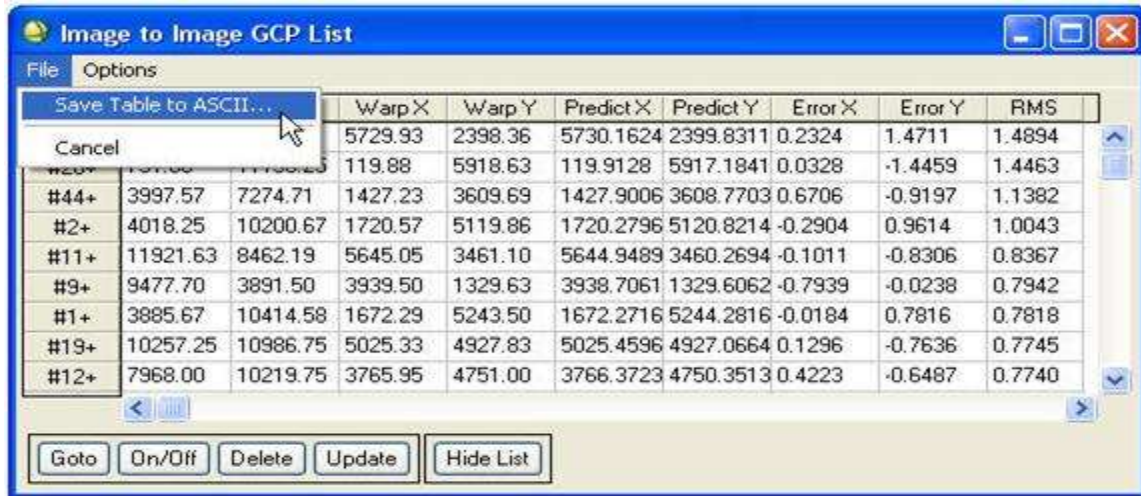 Image to Image GCP List
File Options
Save Table to ASCII...
Cancel
Warp X Warp Y Predict X Predict Y Error X Error Y RMS
5729.93 2398.36 5730.1624 2399.8311 0.2324 1.4711 1.4894
119.88 5918.63 119.9128 5917.1841 0.0328 -1.4459 1.4463
#44+ 3997.57 7274.71 1427.23 3609.69 1427.9006 3608.7703 0.6706 -0.9197 1.1382
#2+ 4018.25 10200.67 1720.57 5119.86 1720.2796 5120.8214 -0.2904 0.9614 1.0043
#11+ 11921.63 8462.19 5645.05 3461.10 5644.9489 3460.2694 -0.1011 -0.8306 0.8367
#9+ 9477.70 3891.50 3939.50 1329.63 3938.7061 1329.6062 -0.7939 -0.0238 0.7942
#1+ 3885.67 10414.58 1672.29 5243.50 1672.2716 5244.2816 -0.0184 0.7816 0.7818
#19+ 10257.25 10986.75 5025.33 4927.83 5025.4596 4927.0664 0.1296 -0.7636 0.7745
#12+ 7968.00 10219.75 3765.95 4751.00 3766.3723 4750.3513 0.4223 -0.6487 0.7740
Goto On/Off Delete Update Hide List